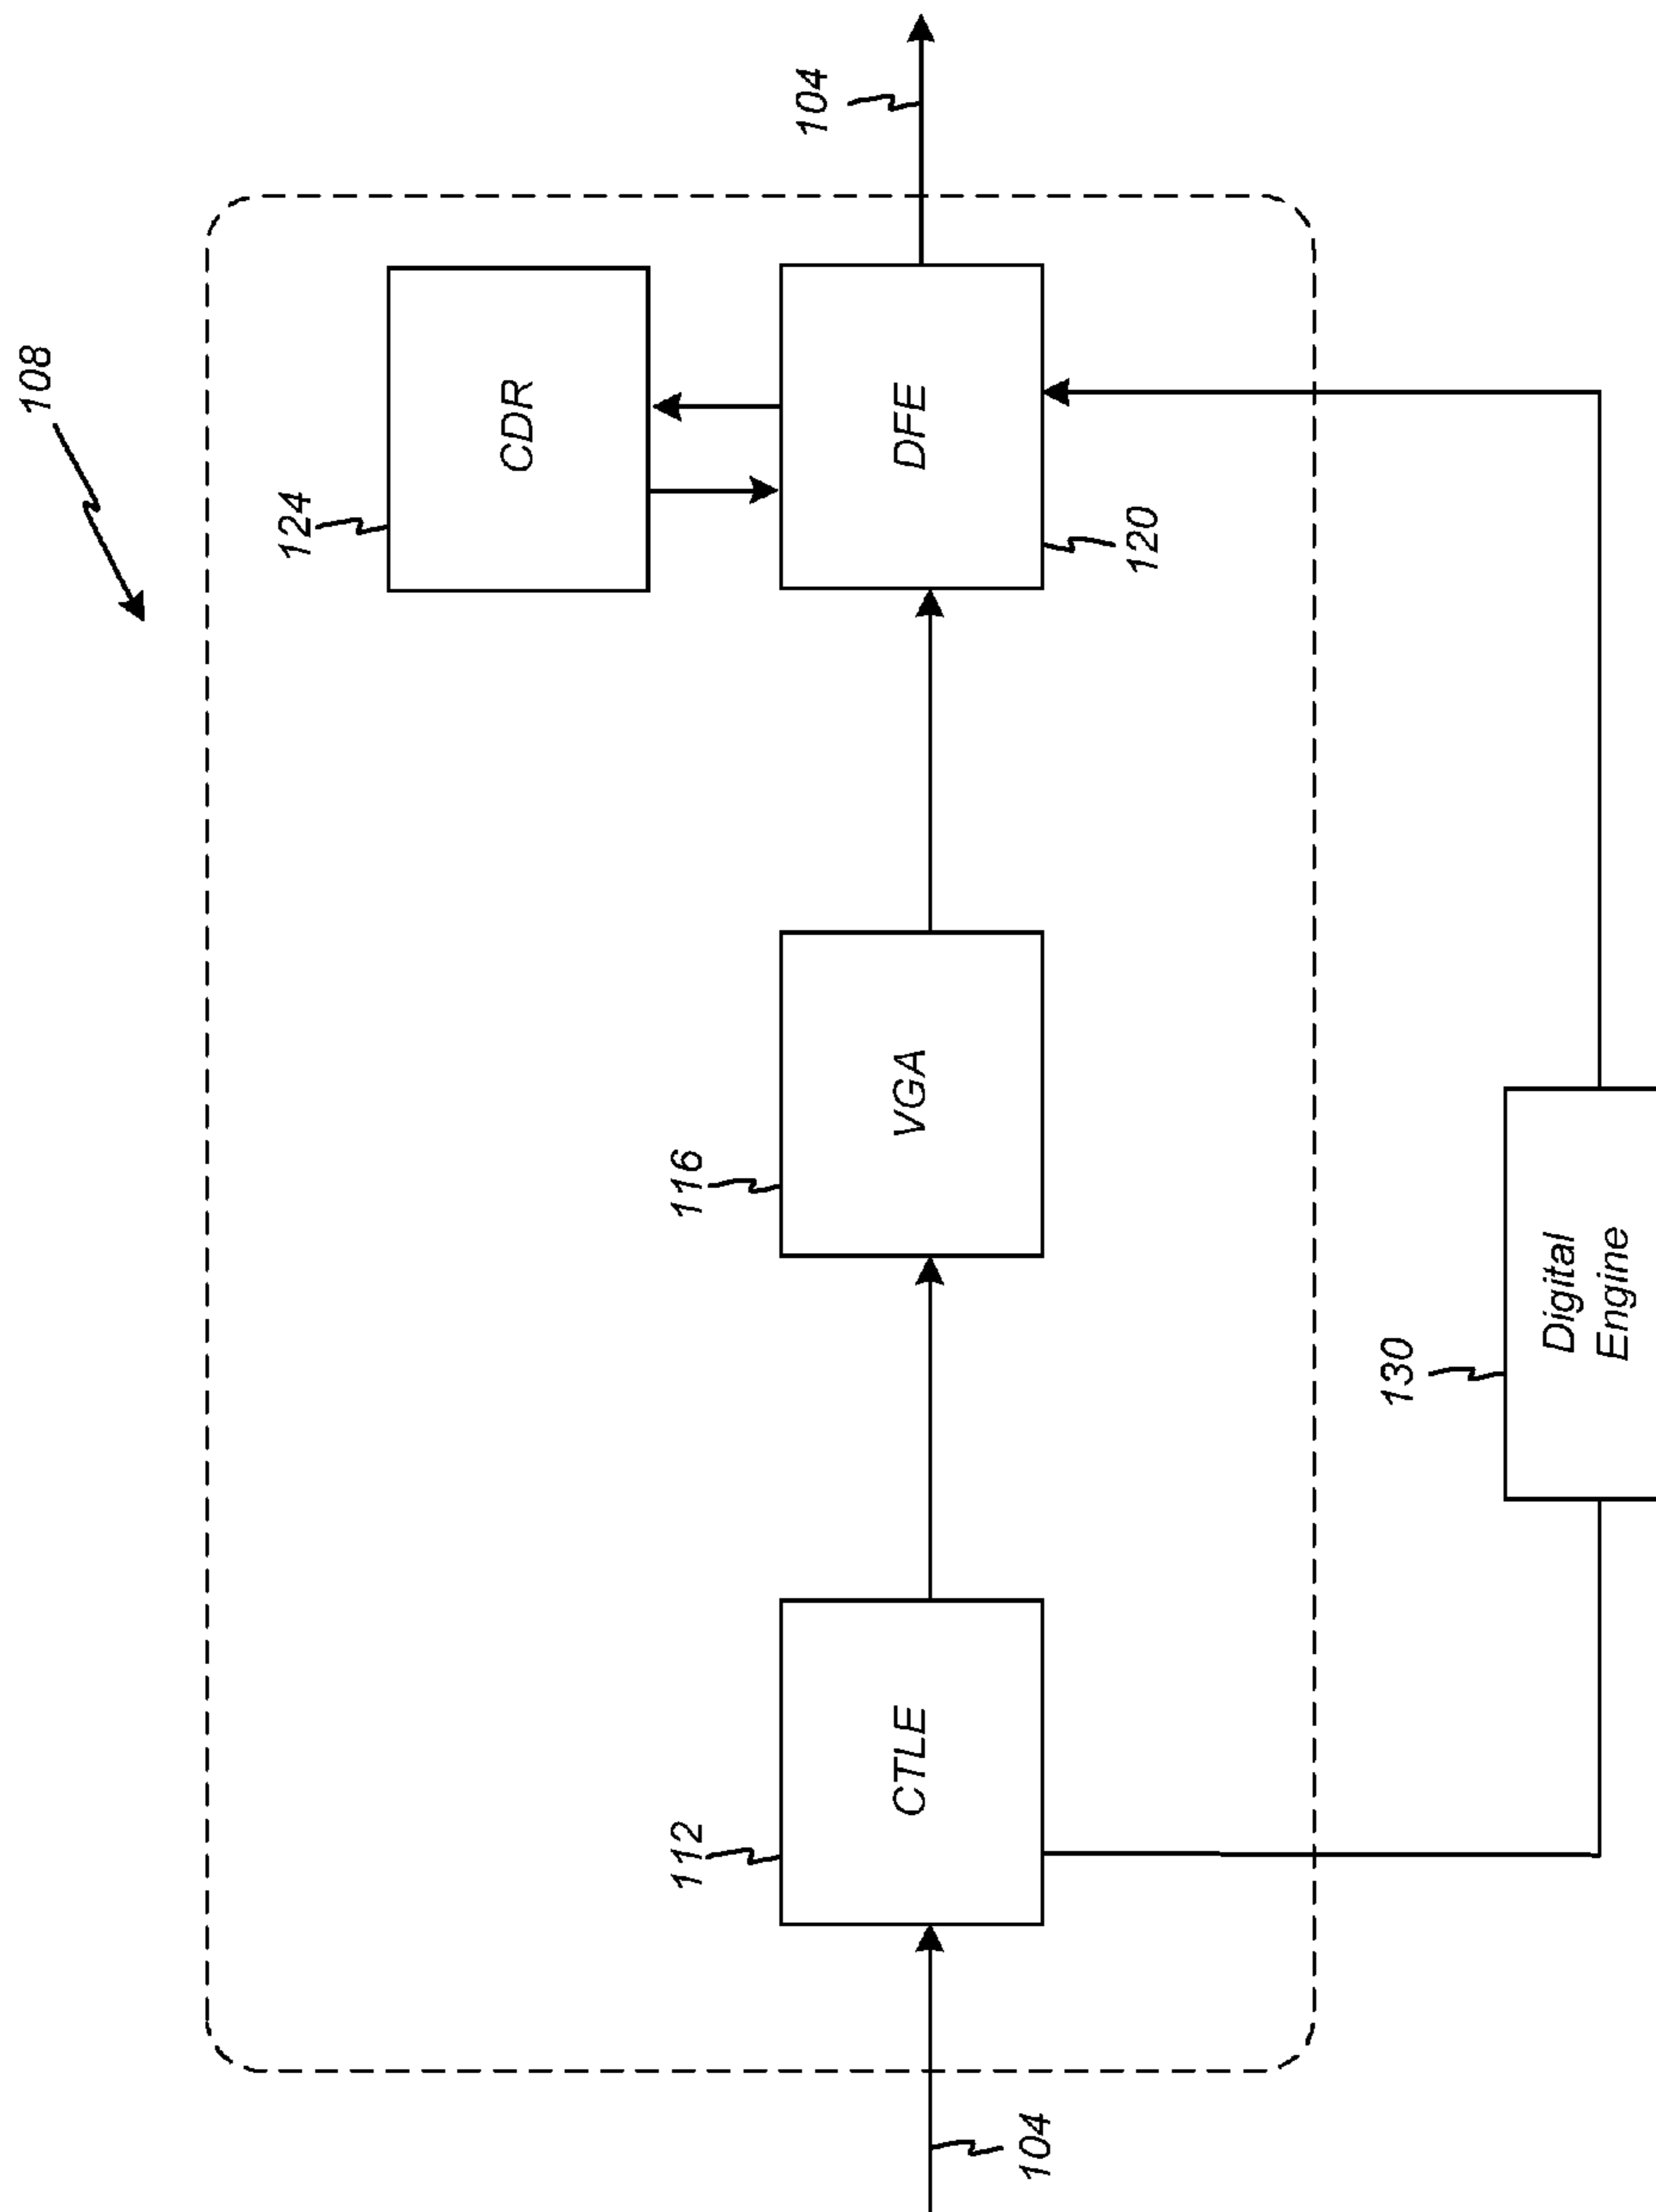 108
124
CDR
104
112
CTLE
116
VGA
DFE
120
104
130
Digital
Engine